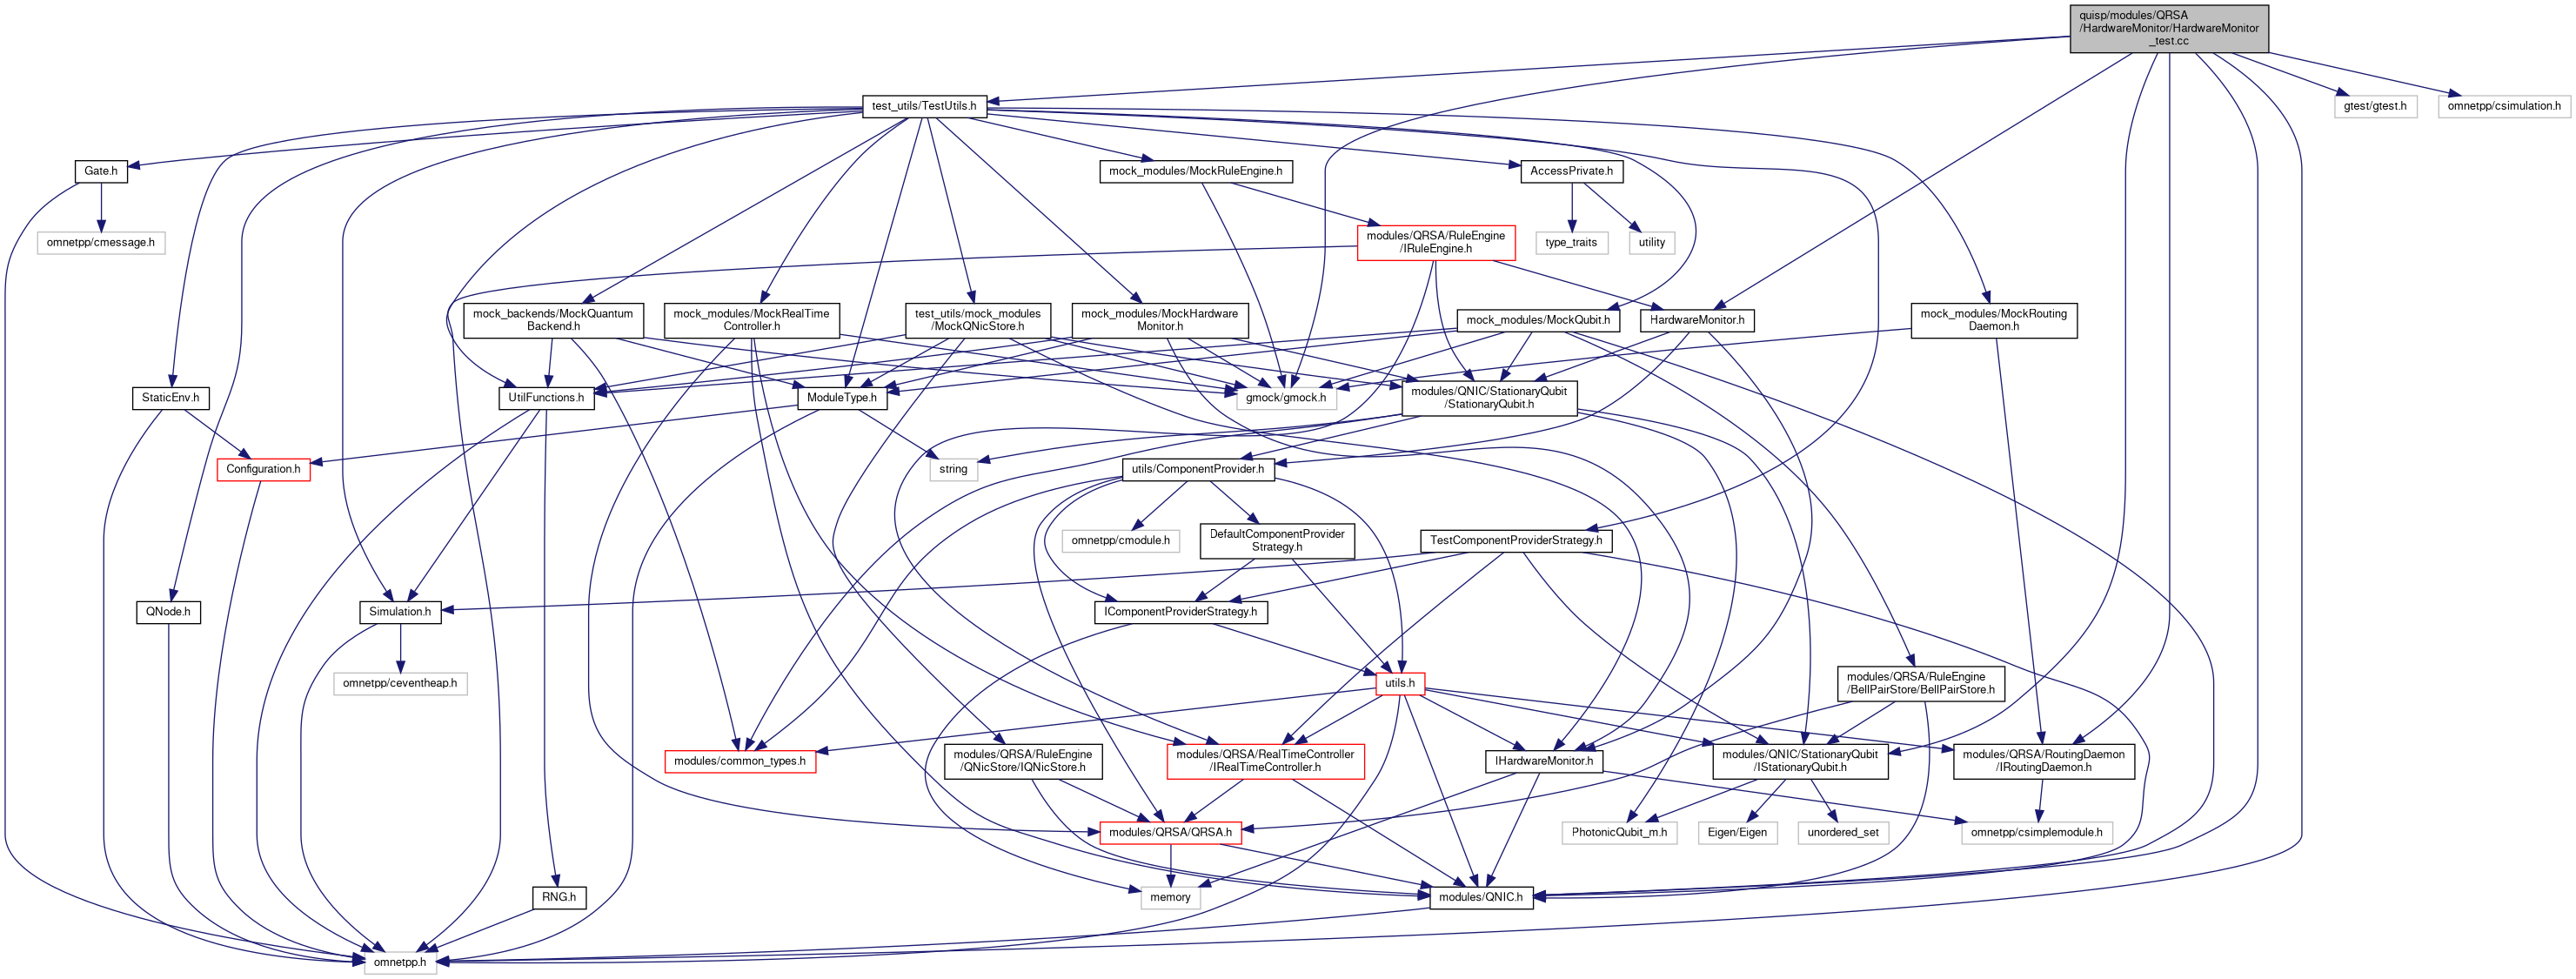 quisp/modules/QRSA
/HardwareMonitor/HardwareMonitor
_test.cc
test_utils/TestUtils.h
gtest/gtest.h
omnetpp/csimulation.h
Gate.h
mock_modules/MockRuleEngine.h
AccessPrivate.h
omnetpp/cmessage.h
modules/QRSA/RuleEngine
/IRuleEngine.h
type_traits
utility
mock_backends/MockQuantum
Backend.h
mock_modules/MockRealTime
Controller.h
test_utils/mock_modules
/MockQNicStore.h
mock_modules/MockHardware
Monitor.h
mock_modules/MockQubit.h
HardwareMonitor.h
mock_modules/MockRouting
Daemon.h
StaticEnv.h
UtilFunctions.h
ModuleType.h
gmock/gmock.h
modules/QNIC/StationaryQubit
/StationaryQubit.h
Configuration.h
string
utils/ComponentProvider.h
omnetpp/cmodule.h
DefaultComponentProvider
Strategy.h
TestComponentProviderStrategy.h
QNode.h
Simulation.h
IComponentProviderStrategy.h
omnetpp/ceventheap.h
utils.h
modules/QRSA/RuleEngine
/BellPairStore/BellPairStore.h
modules/common_types.h
modules/QRSA/RuleEngine
/QNicStore/IQNicStore.h
modules/QRSA/RealTimeController
/IRealTimeController.h
IHardwareMonitor.h
modules/QNIC/StationaryQubit
/IStationaryQubit.h
modules/QRSA/RoutingDaemon
/IRoutingDaemon.h
modules/QRSA/QRSA.h
PhotonicQubit_m.h
Eigen/Eigen
unordered_set
omnetpp/csimplemodule.h
RNG.h
memory
modules/QNIC.h
omnetpp.h